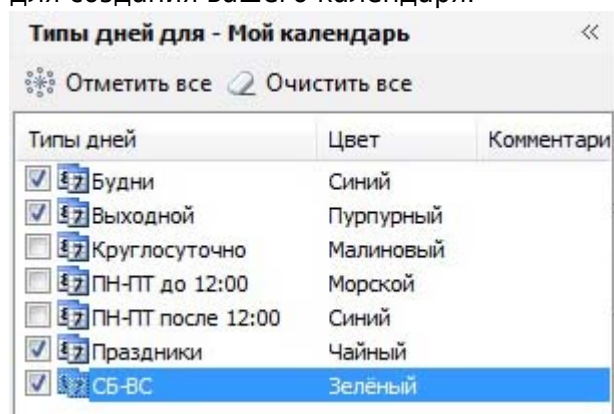 для создания вашего календаря.
Типы дней для - Мой календарь «
Отметить все Очистить все
Типы дней Цвет Комментари
Будни Синий
Выходной Пурпурный
Круглосуточно Малиновый
ПН-ПТ до 12:00 Морской
ПН-ПТ после 12:00 Синий
Праздники Чайный
СБ-ВС Зелёный